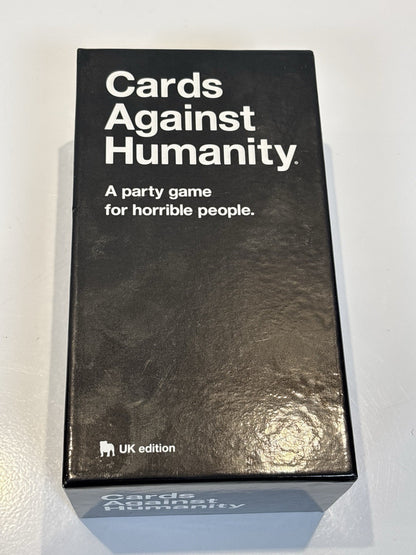 Cards
Against
Humanity®
A party game
for horrible people.
UK edition
Cards
Against
Humanity